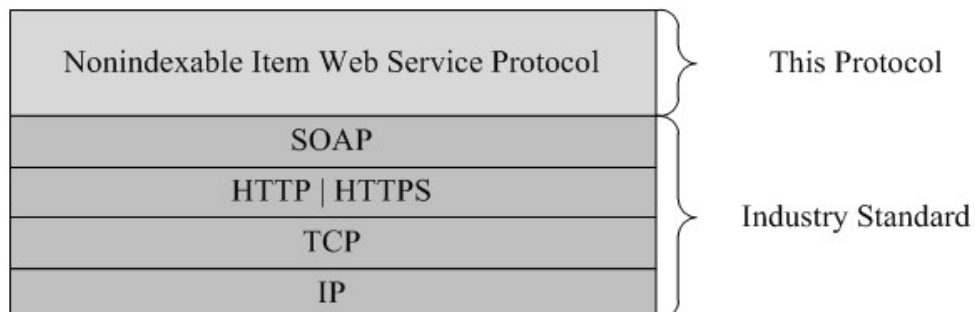 Nonindexable Item Web Service Protocol
This Protocol
SOAP
HTTP | HTTPS
TCP
IP
Industry Standard